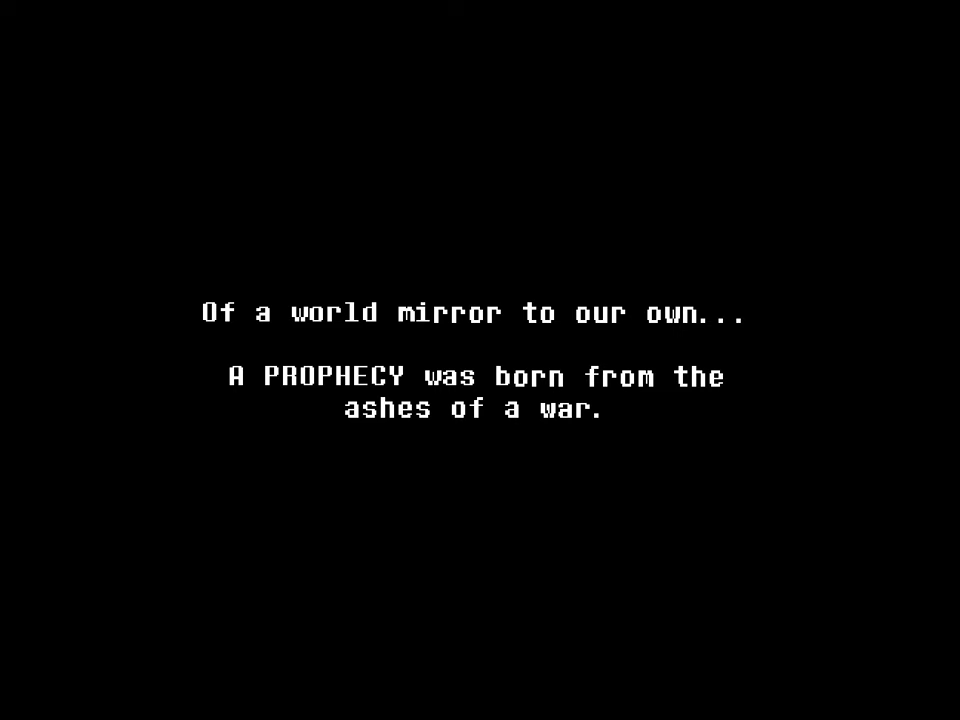 Of a world mirror to our own...
A PROPHECY was born from the
ashes of a war.